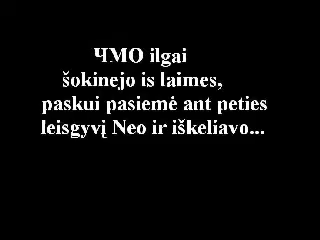 ЧМО ilgai
šokinejo is laimes,
paskui pasiemė ant peties
leisgyvį Neo ir iškeliavo...